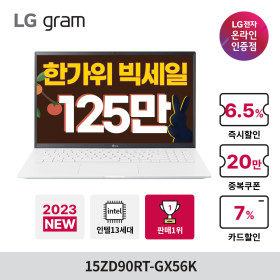 LG gram
LG전자
온라인
인증점
한가위 빅세일
125만
6.5%
즉시할인
20만
중복쿠폰
7%
카드할인
2023
NEW
intel
인텔13세대
1
판매1위
15ZD90RT-GX56K